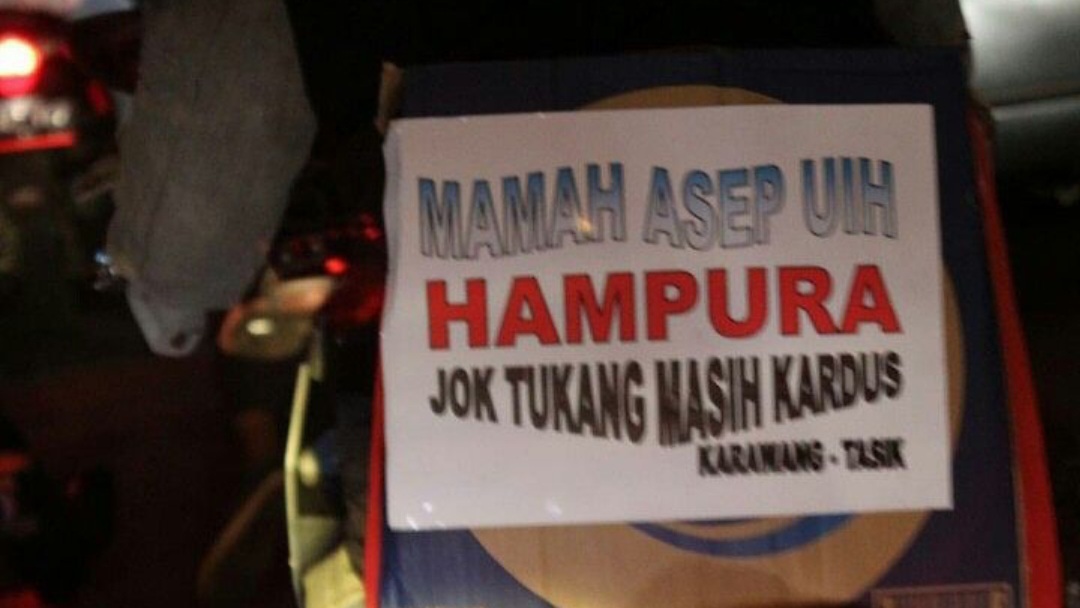 MAMAH ASEP UIH
HAMPURA
JOK TUKANG MASIH KARDUS
KARAWANG - TASIK